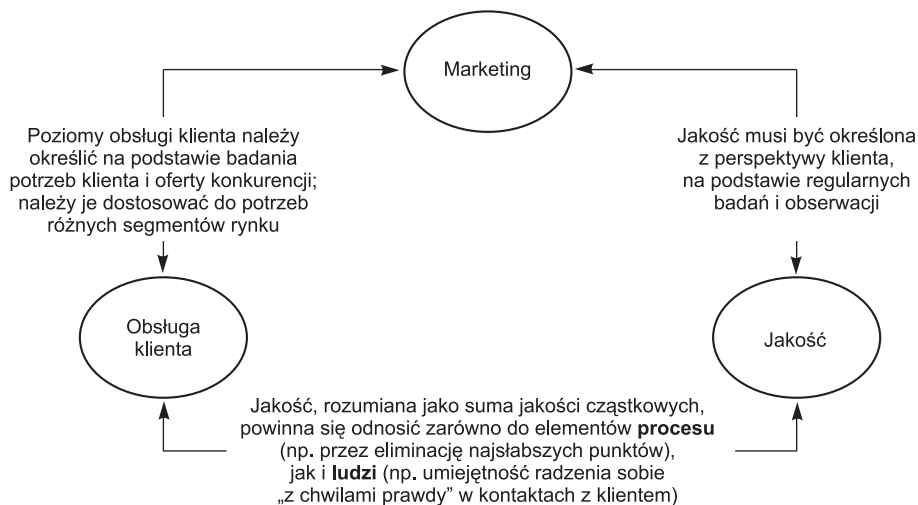 Marketing
Poziomy obsługi klienta należy
określić na podstawie badania
potrzeb klienta i oferty konkurencji;
należy je dostosować do potrzeb
różnych segmentów rynku
Jakość musi być określona
z perspektywy klienta,
na podstawie regularnych
badań i obserwacji
Obsługa
klienta
Jakość
Jakość, rozumiana jako suma jakości cząstkowych,
powinna się odnosić zarówno do elementów procesu
(np. przez eliminację najsłabszych punktów),
jak i ludzi (np. umiejętność radzenia sobie
„z chwilami prawdy” w kontaktach z klientem)